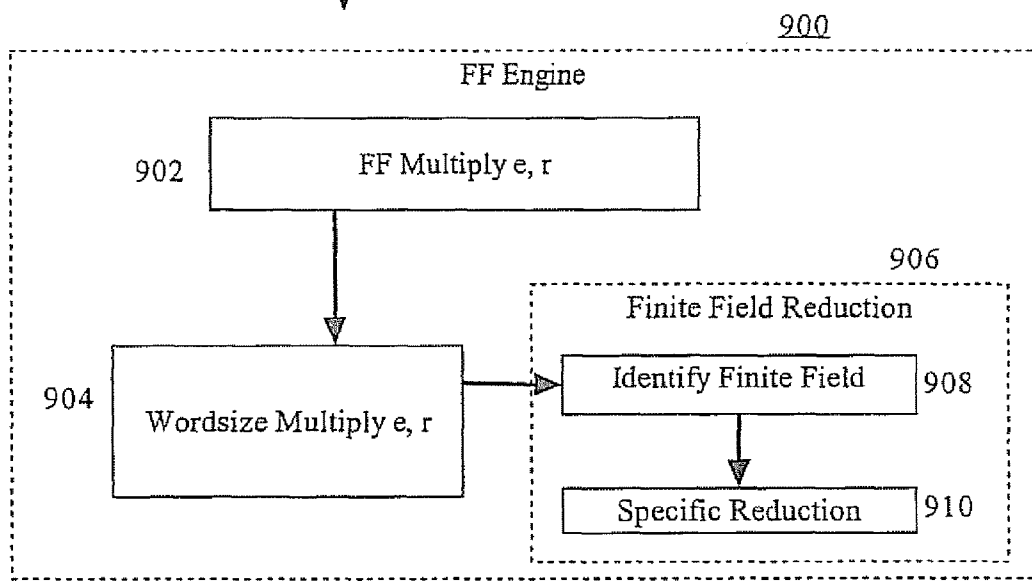 900
FF Engine
902
FF Multiply e, r
906
Finite Field Reduction
904
Wordsize Multiply e, r
Identify Finite Field
908
Specific Reduction
910